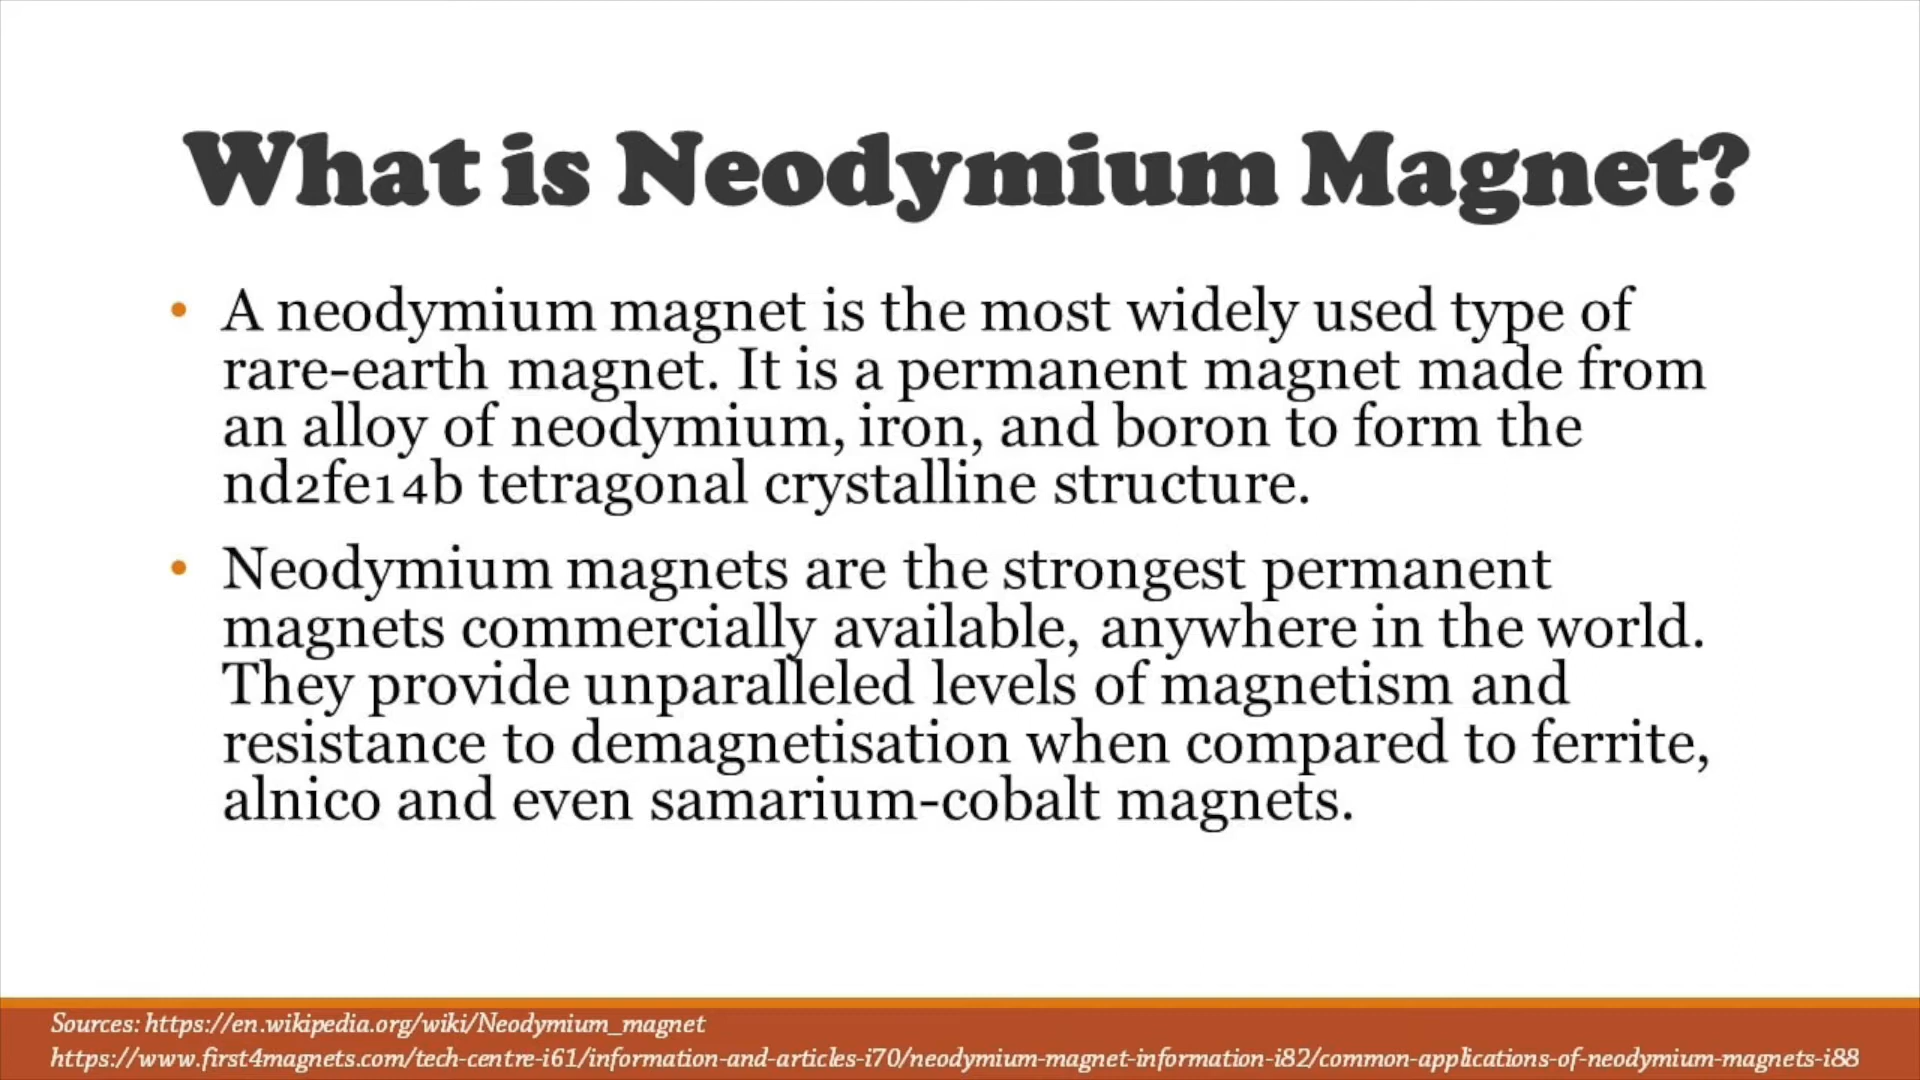 What is Neodymium Magnet?
• A neodymium magnet is the most widely used type of
rare-earth magnet. It is a permanent magnet made from
an alloy of neodymium, iron, and boron to form the
nd2fe14b tetragonal crystalline structure.
• Neodymium magnets are the strongest permanent
magnets commercially available, anywhere in the world.
They provide unparalleled levels of magnetism and
resistance to demagnetisation when compared to ferrite,
alnico and even samarium-cobalt magnets.
Sources: https://en.wikipedia.org/wiki/Neodymium_magnet
https://www.first4magnets.com/tech-centre-i61/information-and-articles-i70/neodymium-magnet-information-i82/common-applications-of-neodymium-magnets-i88